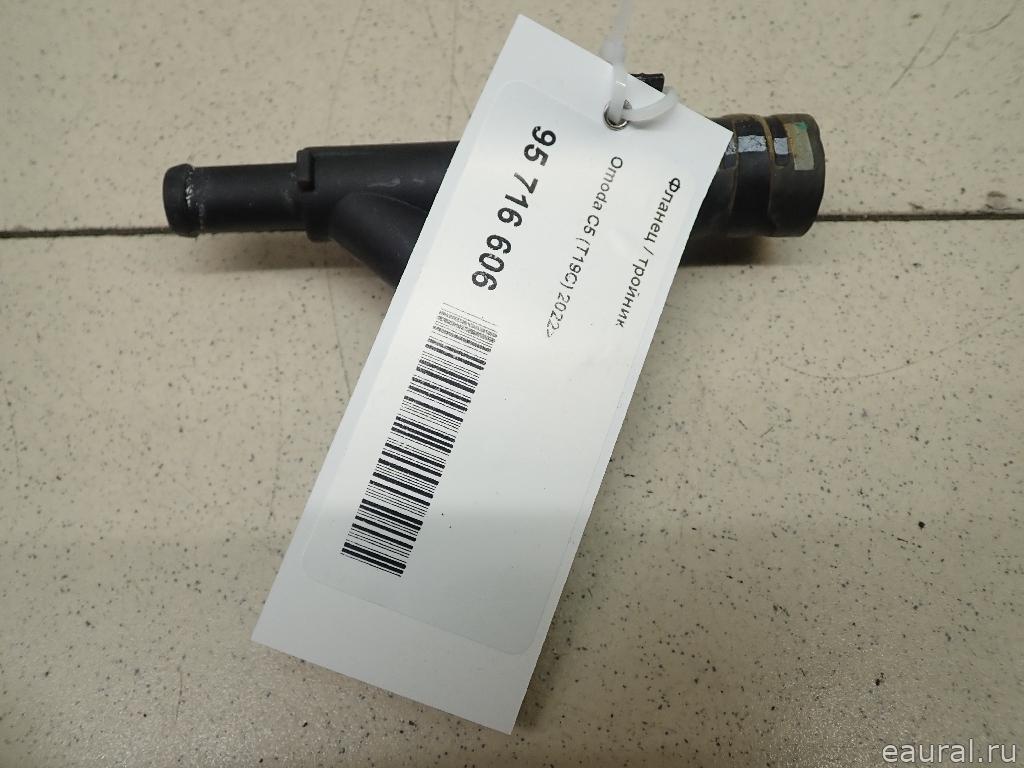 Фланец / тройник
Omoda C5 (T19C) 2022>
95 716 606
eaural.ru